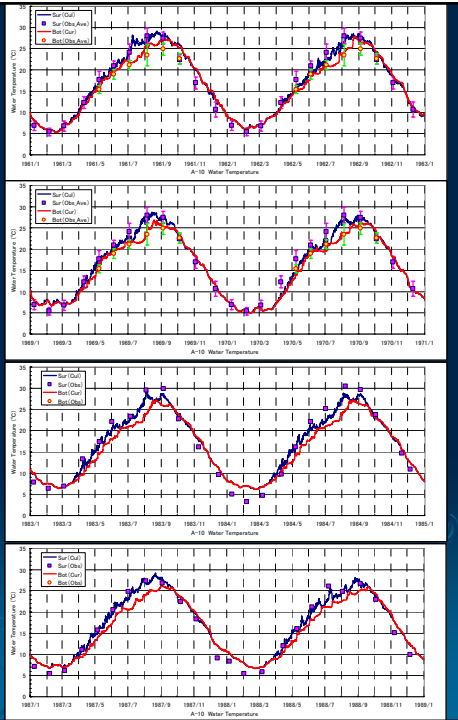 35
30
25
20
15
10
5
0
Water Temperature (℃)
Sur(Cul)
Sur(Obs,Ave)
Bot(Cur)
Bot(Obs,Ave)
1961/1 1961/3 1961/5 1961/7 1961/9 1961/11 1962/1 1962/3 1962/5 1962/7 1962/9 1962/11 1963/1
A-10 Water Temperature
35
30
25
20
15
10
5
0
Water Temperature (℃)
Sur(Cul)
Sur(Obs,Ave)
Bot(Cur)
Bot(Obs,Ave)
1969/1 1969/3 1969/5 1969/7 1969/9 1969/11 1970/1 1970/3 1970/5 1970/7 1970/9 1970/11 1971/1
A-10 Water Temperature
35
30
25
20
15
10
5
0
Water Temperature (℃)
Sur(Cul)
Sur(Obs)
Bot(Cur)
Bot(Obs)
1983/1 1983/3 1983/5 1983/7 1983/9 1983/11 1984/1 1984/3 1984/5 1984/7 1984/9 1984/11 1985/1
A-10 Water Temperature
35
30
25
20
15
10
5
0
Water Temperature (℃)
Sur(Cul)
Sur(Obs)
Bot(Cur)
Bot(Obs)
1987/1 1987/3 1987/5 1987/7 1987/9 1987/11 1988/1 1988/3 1988/5 1988/7 1988/9 1988/11 1989/1
A-10 Water Temperature